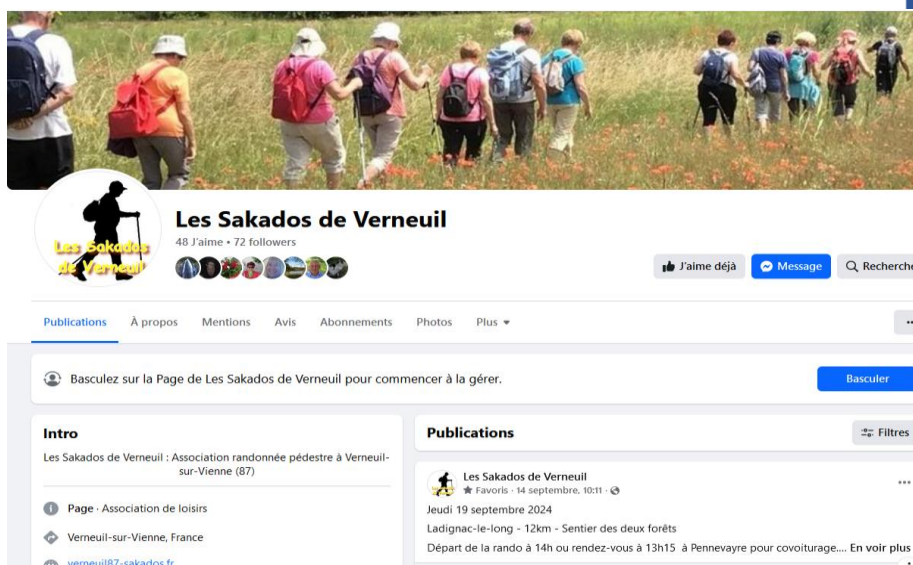 Les Sakados de Verneuil
48 J'aime • 72 followers
Les Sakados
de Verneuil
J'aime déjà
Message
Recherche
Publications
À propos
Mentions
Avis
Abonnements
Photos
Plus
Basculez sur la Page de Les Sakados de Verneuil pour commencer à la gérer.
Basculer
Intro
Les Sakados de Verneuil : Association randonnée pédestre à Verneuil-
sur-Vienne (87)
Page · Association de loisirs
Verneuil-sur-Vienne, France
verneuil87-sakados.fr
Publications
Filtres
Les Sakados de Verneuil
Favoris · 14 septembre, 10:11 ·
Jeudi 19 septembre 2024
Ladignac-le-long - 12km - Sentier des deux forêts
Départ de la rando à 14h ou rendez-vous à 13h15 à Pennevayre pour covoiturage.... En voir plus